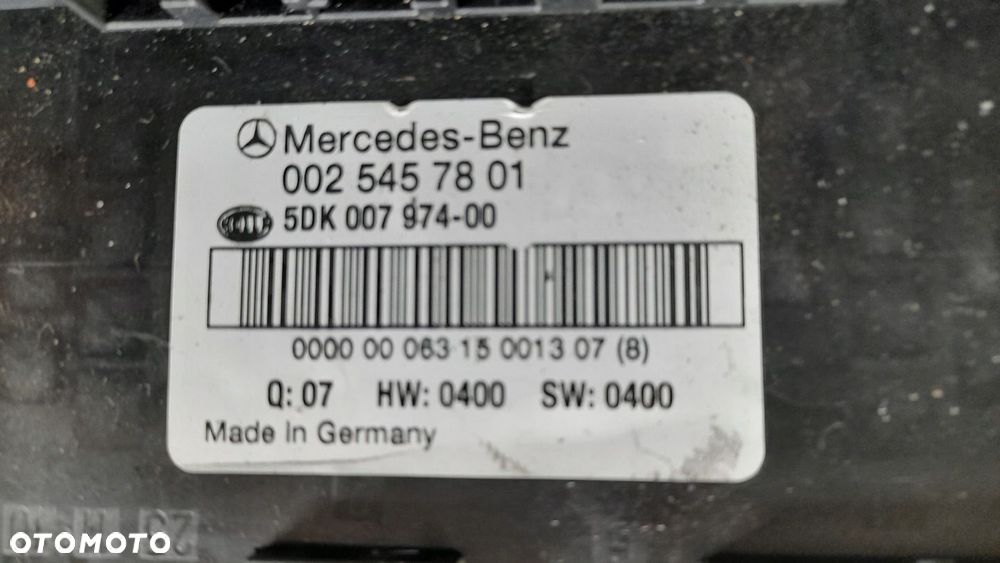 Mercedes-Benz
002 545 78 01
HELLA 5DK 007 974-00
0000 00 063 15 0013 07 (8)
Q: 07 HW: 0400 SW: 0400
Made In Germany
OTOMOTO